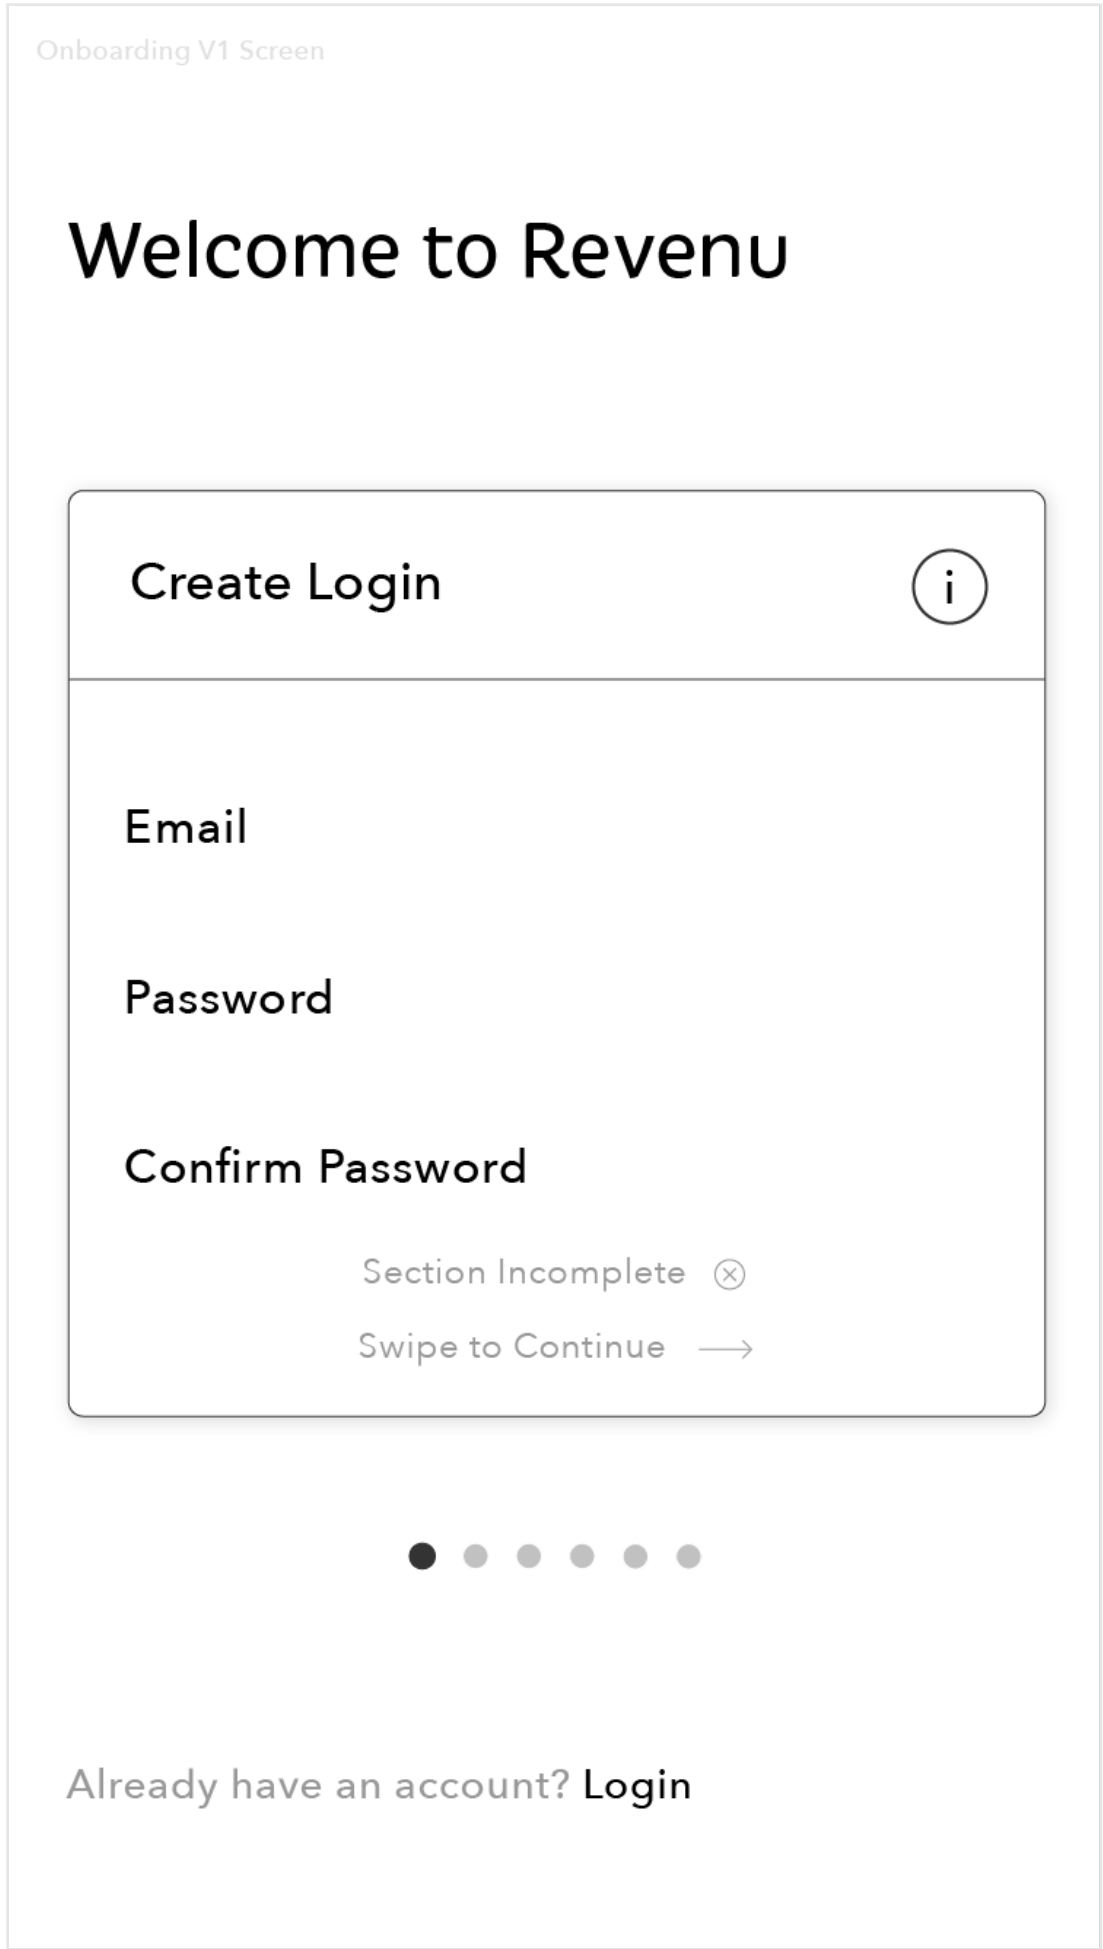 Onboarding V1 Screen
Welcome to Revenu
Create Login
i
Email
Password
Confirm Password
Section Incomplete
Swipe to Continue
Already have an account? Login